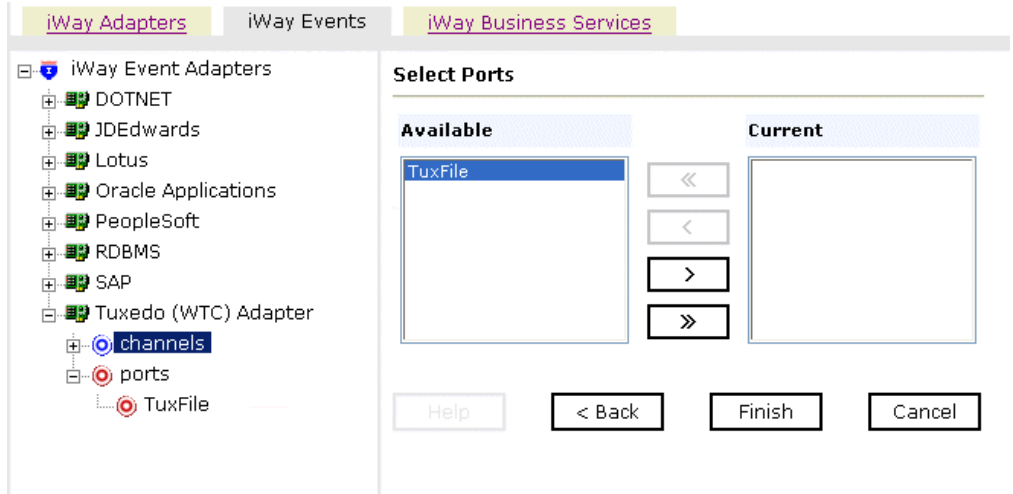 iWay Adapters
iWay Events
iWay Business Services
iWay Event Adapters
DOTNET
JDEdwards
Lotus
Oracle Applications
PeopleSoft
RDBMS
SAP
Tuxedo (WTC) Adapter
channels
ports
TuxFile
Select Ports
Available
Current
TuxFile
<<
<
>
>>
Help
< Back
Finish
Cancel